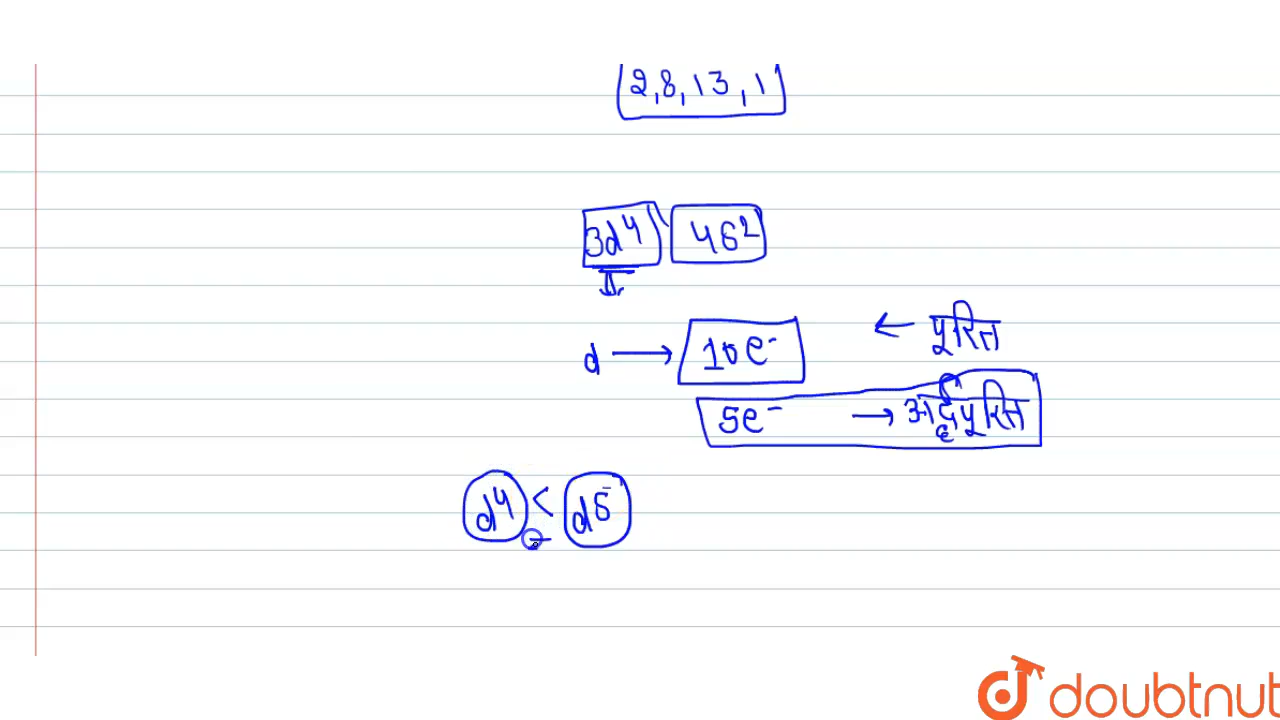 2,8,13,1
3d⁴ 4s²
d → 10e⁻ ← पूरित
5e⁻ → अर्द्धपूरित
d⁴ < d⁵
doubtnut